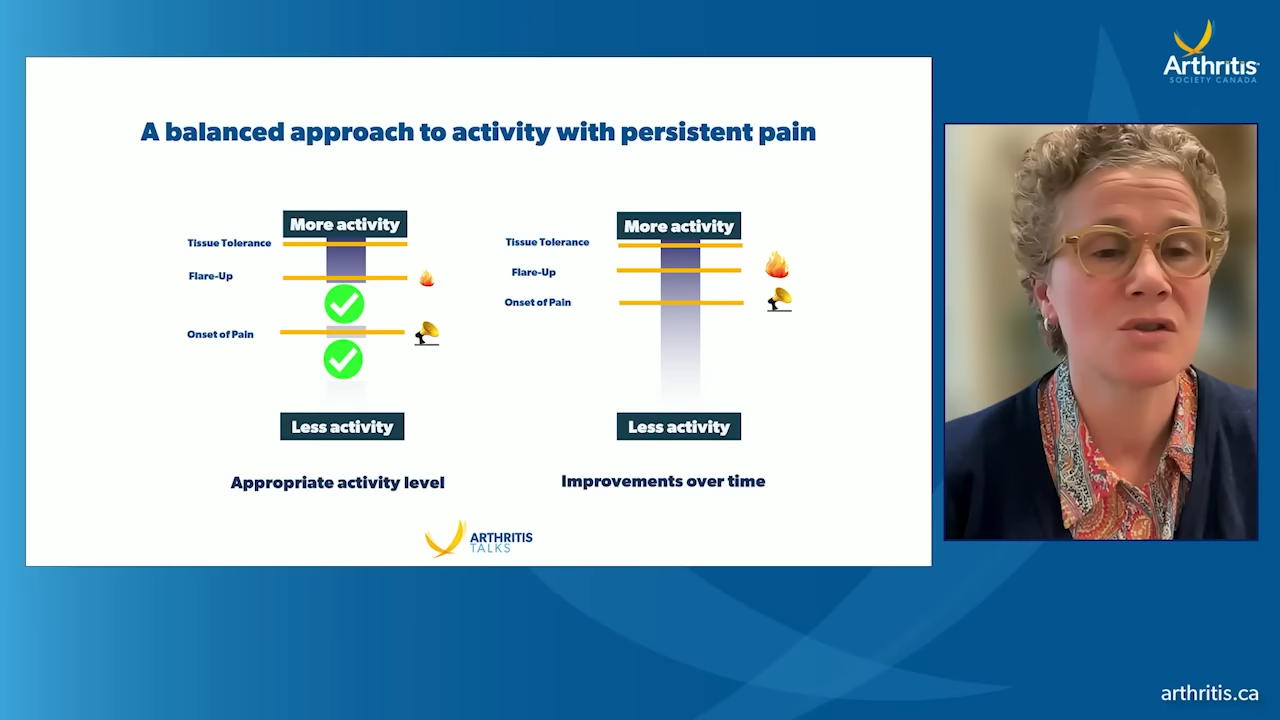 A balanced approach to activity with persistent pain
More activity
Tissue Tolerance
Flare-Up
Onset of Pain
Less activity
Appropriate activity level
More activity
Tissue Tolerance
Flare-Up
Onset of Pain
Less activity
Improvements over time
ARTHRITIS
TALKS
Arthritis
SOCIETY CANADA
arthritis.ca